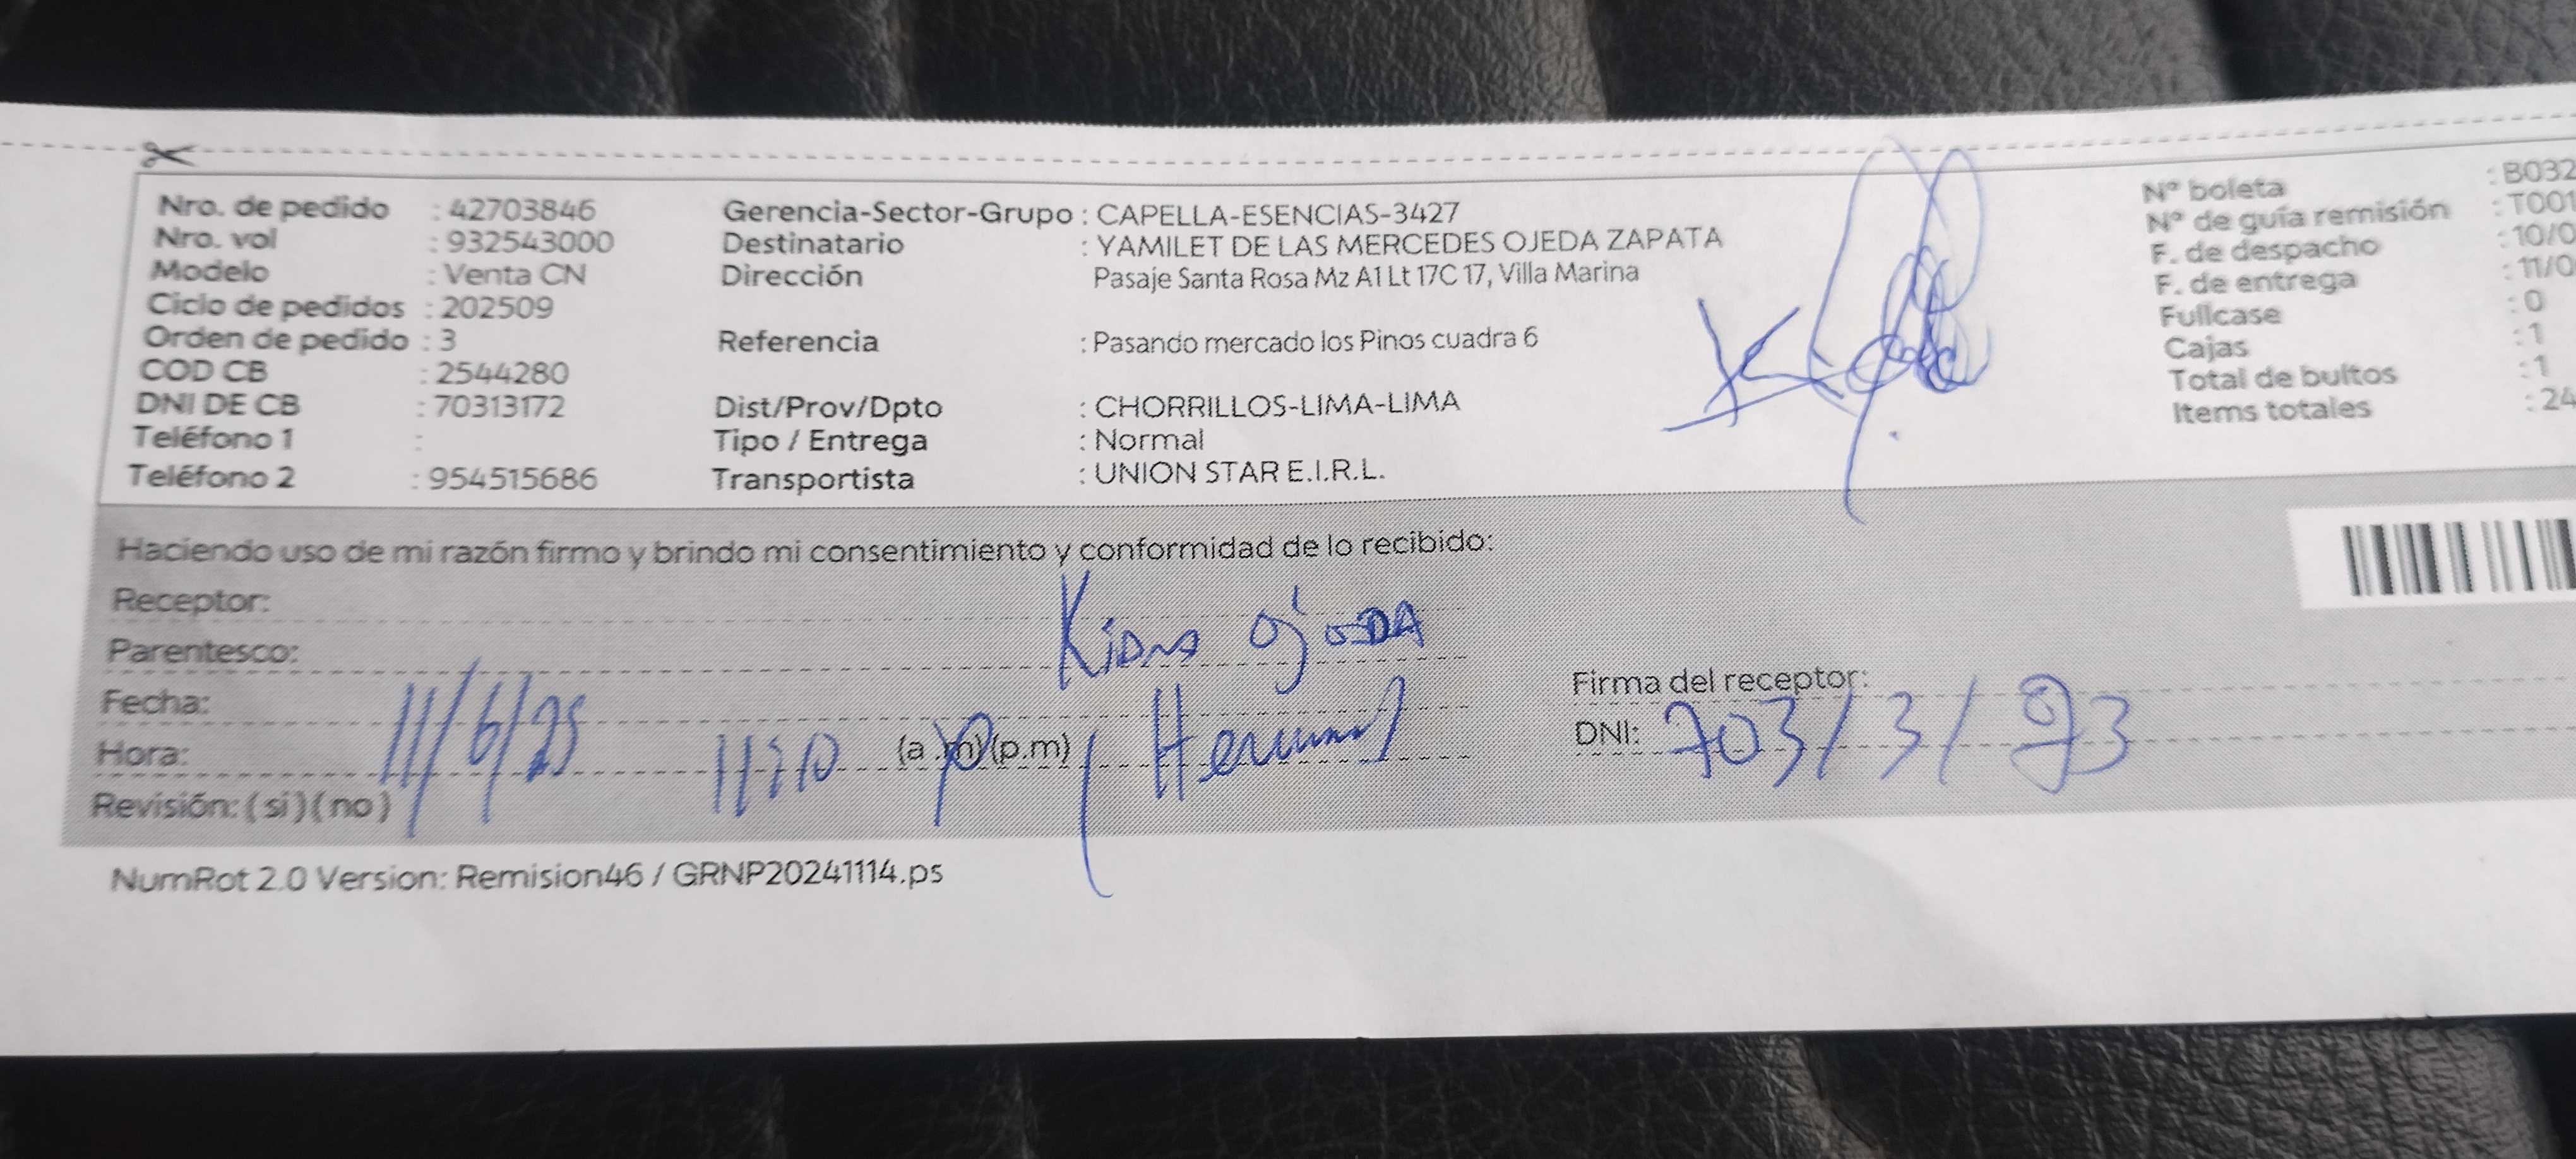 Nro. de pedido : 42703846
Nro. vol : 932543000
Modelo : Venta CN
Ciclo de pedidos : 202509
Orden de pedido : 3
COD CB : 2544280
DNI DE CB : 70313172
Teléfono 1 :
Teléfono 2 : 954515686
Gerencia-Sector-Grupo : CAPELLA-ESENCIAS-3427
Destinatario : YAMILET DE LAS MERCEDES OJEDA ZAPATA
Dirección Pasaje Santa Rosa Mz A1 Lt 17C 17, Villa Marina
Referencia : Pasando mercado los Pinos cuadra 6
Dist/Prov/Dpto : CHORRILLOS-LIMA-LIMA
Tipo / Entrega : Normal
Transportista : UNION STAR E.I.R.L.
Nº boleta : B032
Nº de guía remisión : T001
F. de despacho : 10/0
F. de entrega : 11/0
Fullcase : 0
Cajas : 1
Total de bultos : 1
Items totales : 24
Haciendo uso de mi razón firmo y brindo mi consentimiento y conformidad de lo recibido:
Receptor:
OjeDA
Parentesco:
Fecha: 11/6/25
Hora: (a.m)(p.m)
Revisión: (si)(no)
Firma del receptor:
DNI: 703131
NumRot 2.0 Version: Remision46 / GRNP20241114.ps